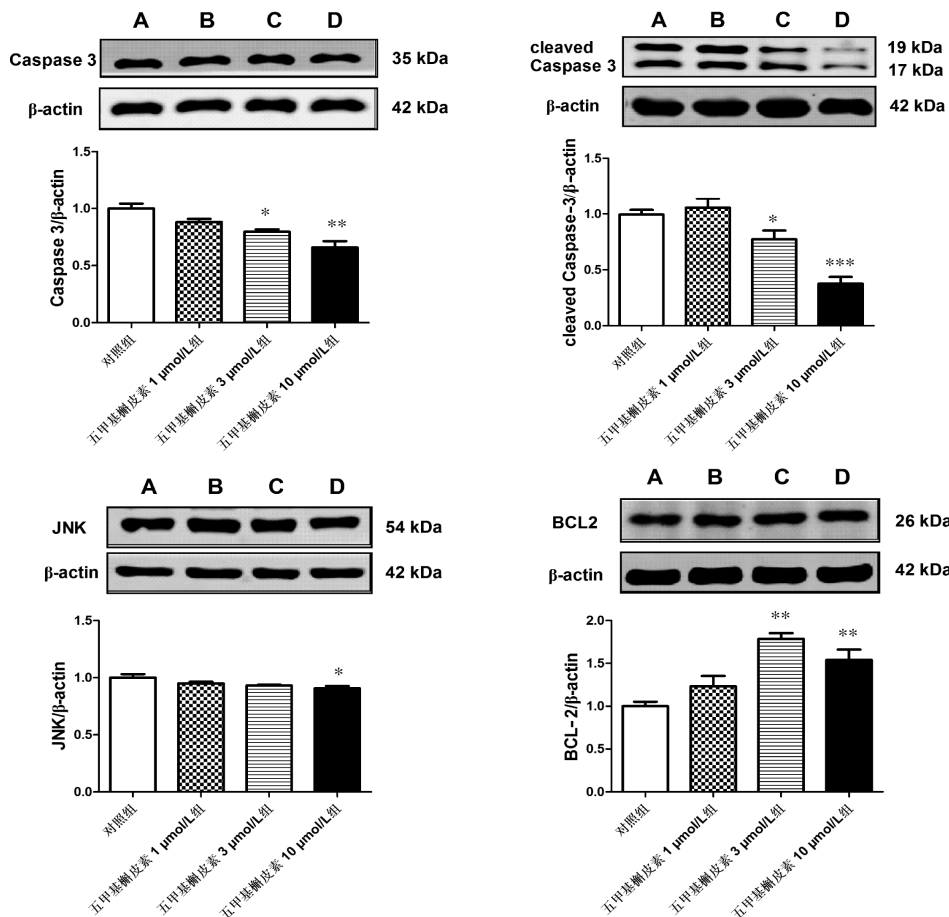 A B C D
Caspase 3
35 kDa
β-actin
42 kDa
Caspase 3/β-actin
1.5
1.0
0.5
0.0
*
**
对照组
五甲基槲皮素 1 μmol/L组
五甲基槲皮素 3 μmol/L组
五甲基槲皮素 10 μmol/L组
A B C D
cleaved
Caspase 3
19 kDa
17 kDa
β-actin
42 kDa
cleaved Caspase-3/β-actin
1.5
1.0
0.5
0.0
*
***
对照组
五甲基槲皮素 1 μmol/L组
五甲基槲皮素 3 μmol/L组
五甲基槲皮素 10 μmol/L组
A B C D
JNK
54 kDa
β-actin
42 kDa
JNK/β-actin
1.5
1.0
0.5
0.0
*
对照组
五甲基槲皮素 1 μmol/L组
五甲基槲皮素 3 μmol/L组
五甲基槲皮素 10 μmol/L组
A B C D
BCL2
26 kDa
β-actin
42 kDa
BCL- 2/β-actin
2.0
1.5
1.0
0.5
0.0
**
**
对照组
五甲基槲皮素 1 μmol/L组
五甲基槲皮素 3 μmol/L组
五甲基槲皮素 10 μmol/L组